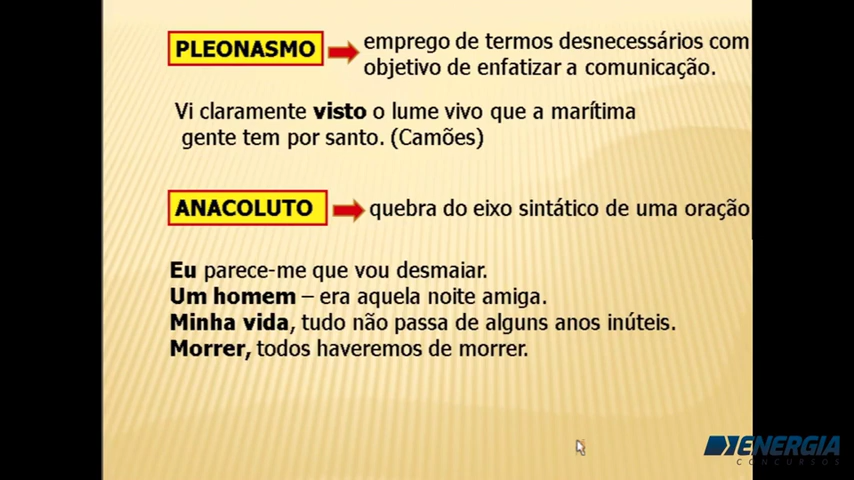 PLEONASMO
emprego de termos desnecessários com
objetivo de enfatizar a comunicação.
Vi claramente visto o lume vivo que a marítima
gente tem por santo. (Camões)
ANACOLUTO
quebra do eixo sintático de uma oração
Eu parece-me que vou desmaiar.
Um homem – era aquela noite amiga.
Minha vida, tudo não passa de alguns anos inúteis.
Morrer, todos haveremos de morrer.
ENERGIA
CONCURSOS